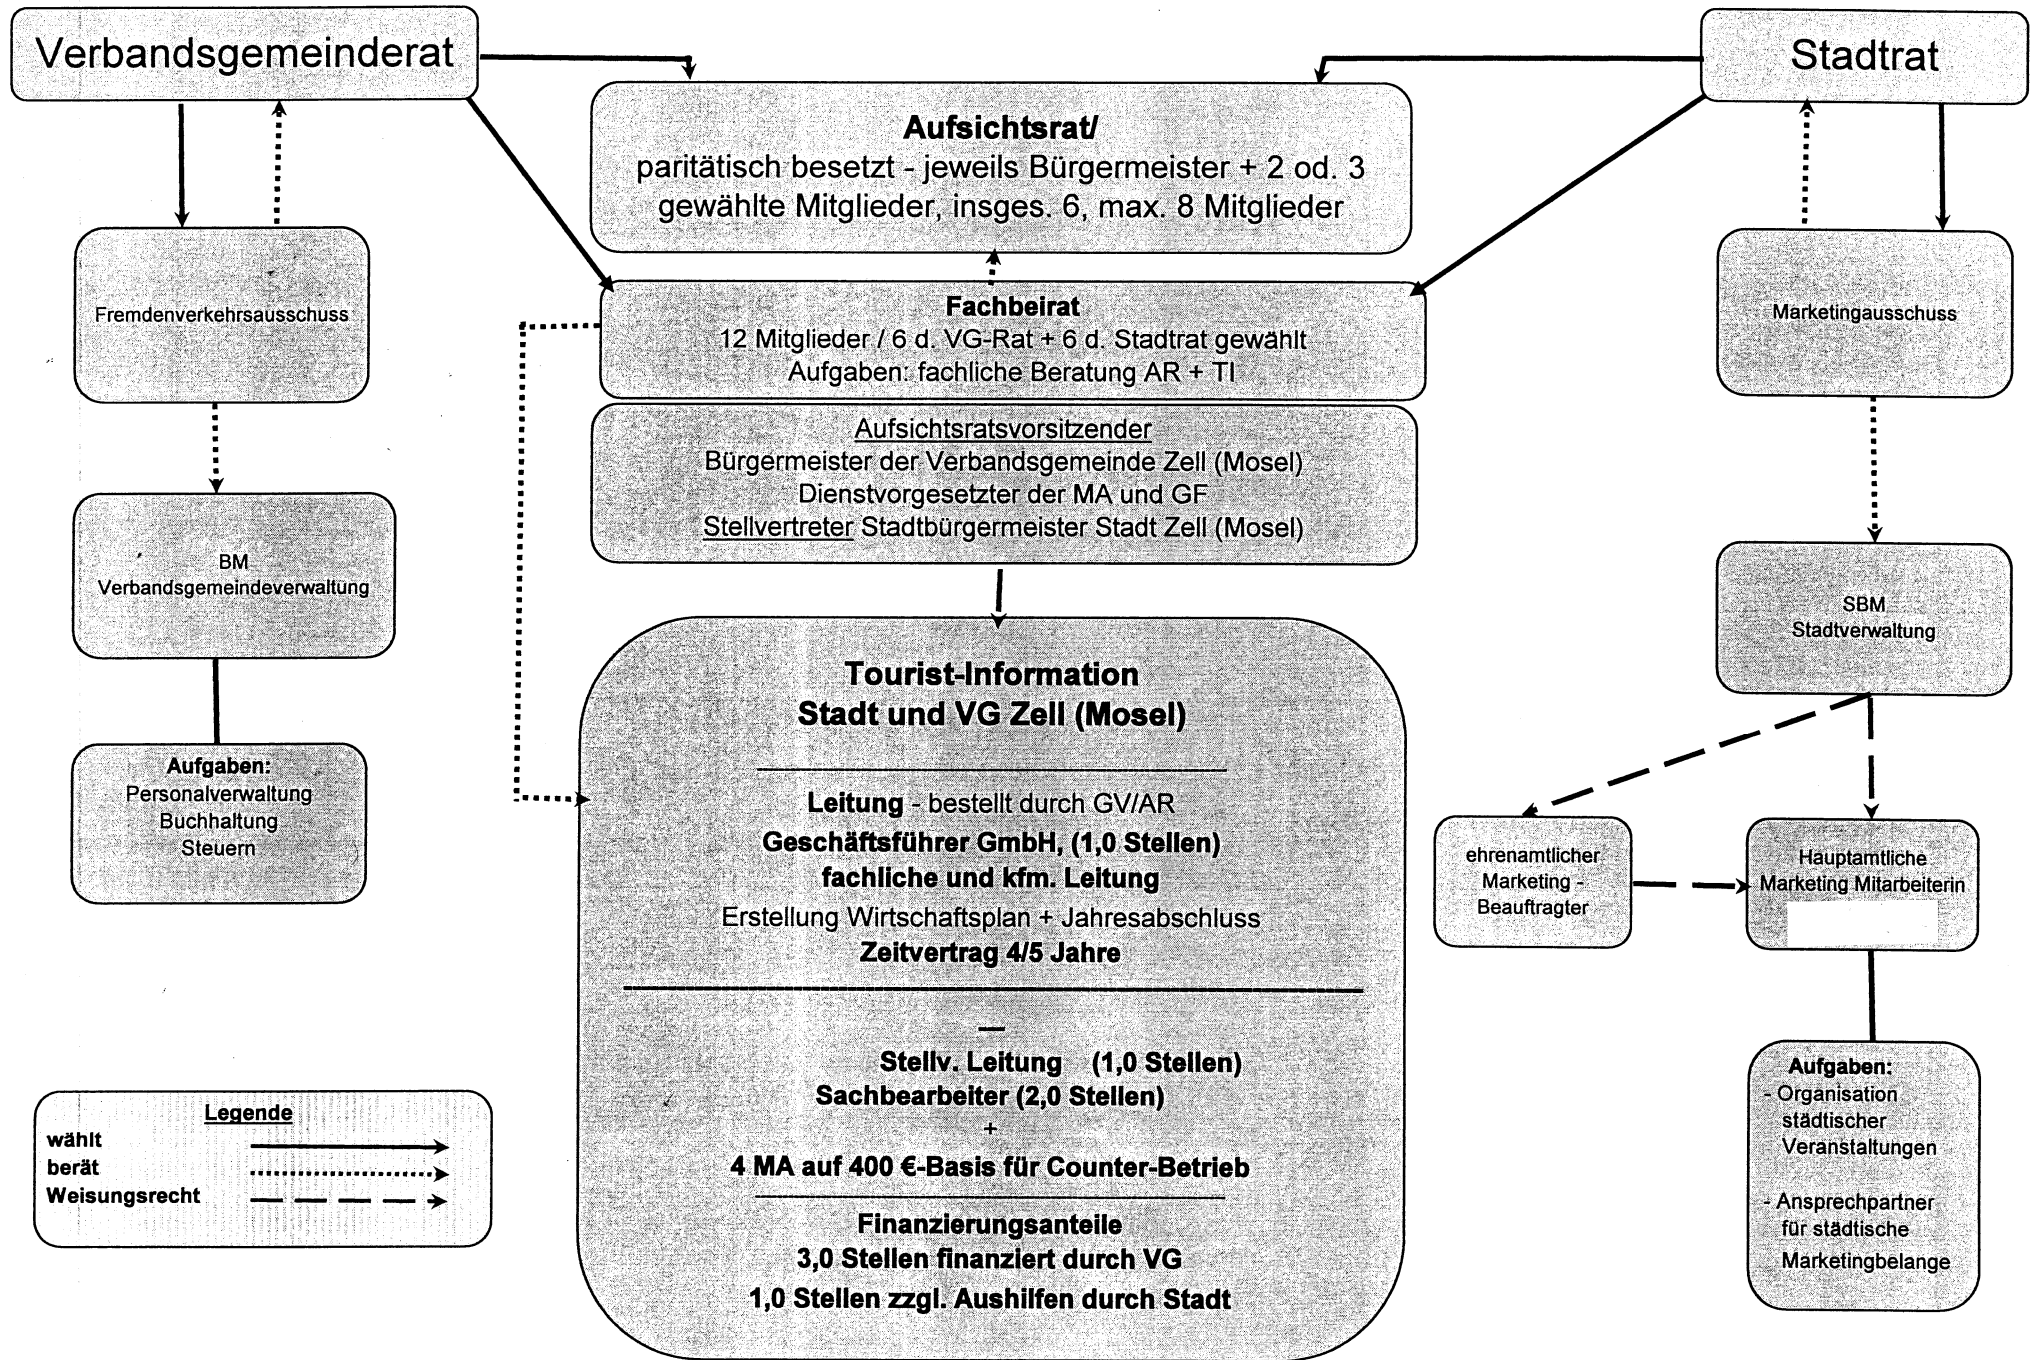 Verbandsgemeinderat
Stadtrat
Aufsichtsrat/
paritätisch besetzt - jeweils Bürgermeister + 2 od. 3
gewählte Mitglieder, insges. 6, max. 8 Mitglieder
Fremdenverkehrsausschuss
Fachbeirat
12 Mitglieder / 6 d. VG-Rat + 6 d. Stadtrat gewählt
Aufgaben: fachliche Beratung AR + TI
Marketingausschuss
Aufsichtsratsvorsitzender
Bürgermeister der Verbandsgemeinde Zell (Mosel)
Dienstvorgesetzter der MA und GF
Stellvertreter Stadtbürgermeister Stadt Zell (Mosel)
BM
Verbandsgemeindeverwaltung
SBM
Stadtverwaltung
Aufgaben:
Personalverwaltung
Buchhaltung
Steuern
Tourist-Information
Stadt und VG Zell (Mosel)
Leitung - bestellt durch GV/AR
Geschäftsführer GmbH, (1,0 Stellen)
fachliche und kfm. Leitung
Erstellung Wirtschaftsplan + Jahresabschluss
Zeitvertrag 4/5 Jahre
Stellv. Leitung (1,0 Stellen)
Sachbearbeiter (2,0 Stellen)
+
4 MA auf 400 €-Basis für Counter-Betrieb
Finanzierungsanteile
3,0 Stellen finanziert durch VG
1,0 Stellen zzgl. Aushilfen durch Stadt
ehrenamtlicher
Marketing -
Beauftragter
Hauptamtliche
Marketing Mitarbeiterin
Aufgaben:
- Organisation
städtischer
Veranstaltungen
- Ansprechpartner
für städtische
Marketingbelange
Legende
wählt
berät
Weisungsrecht